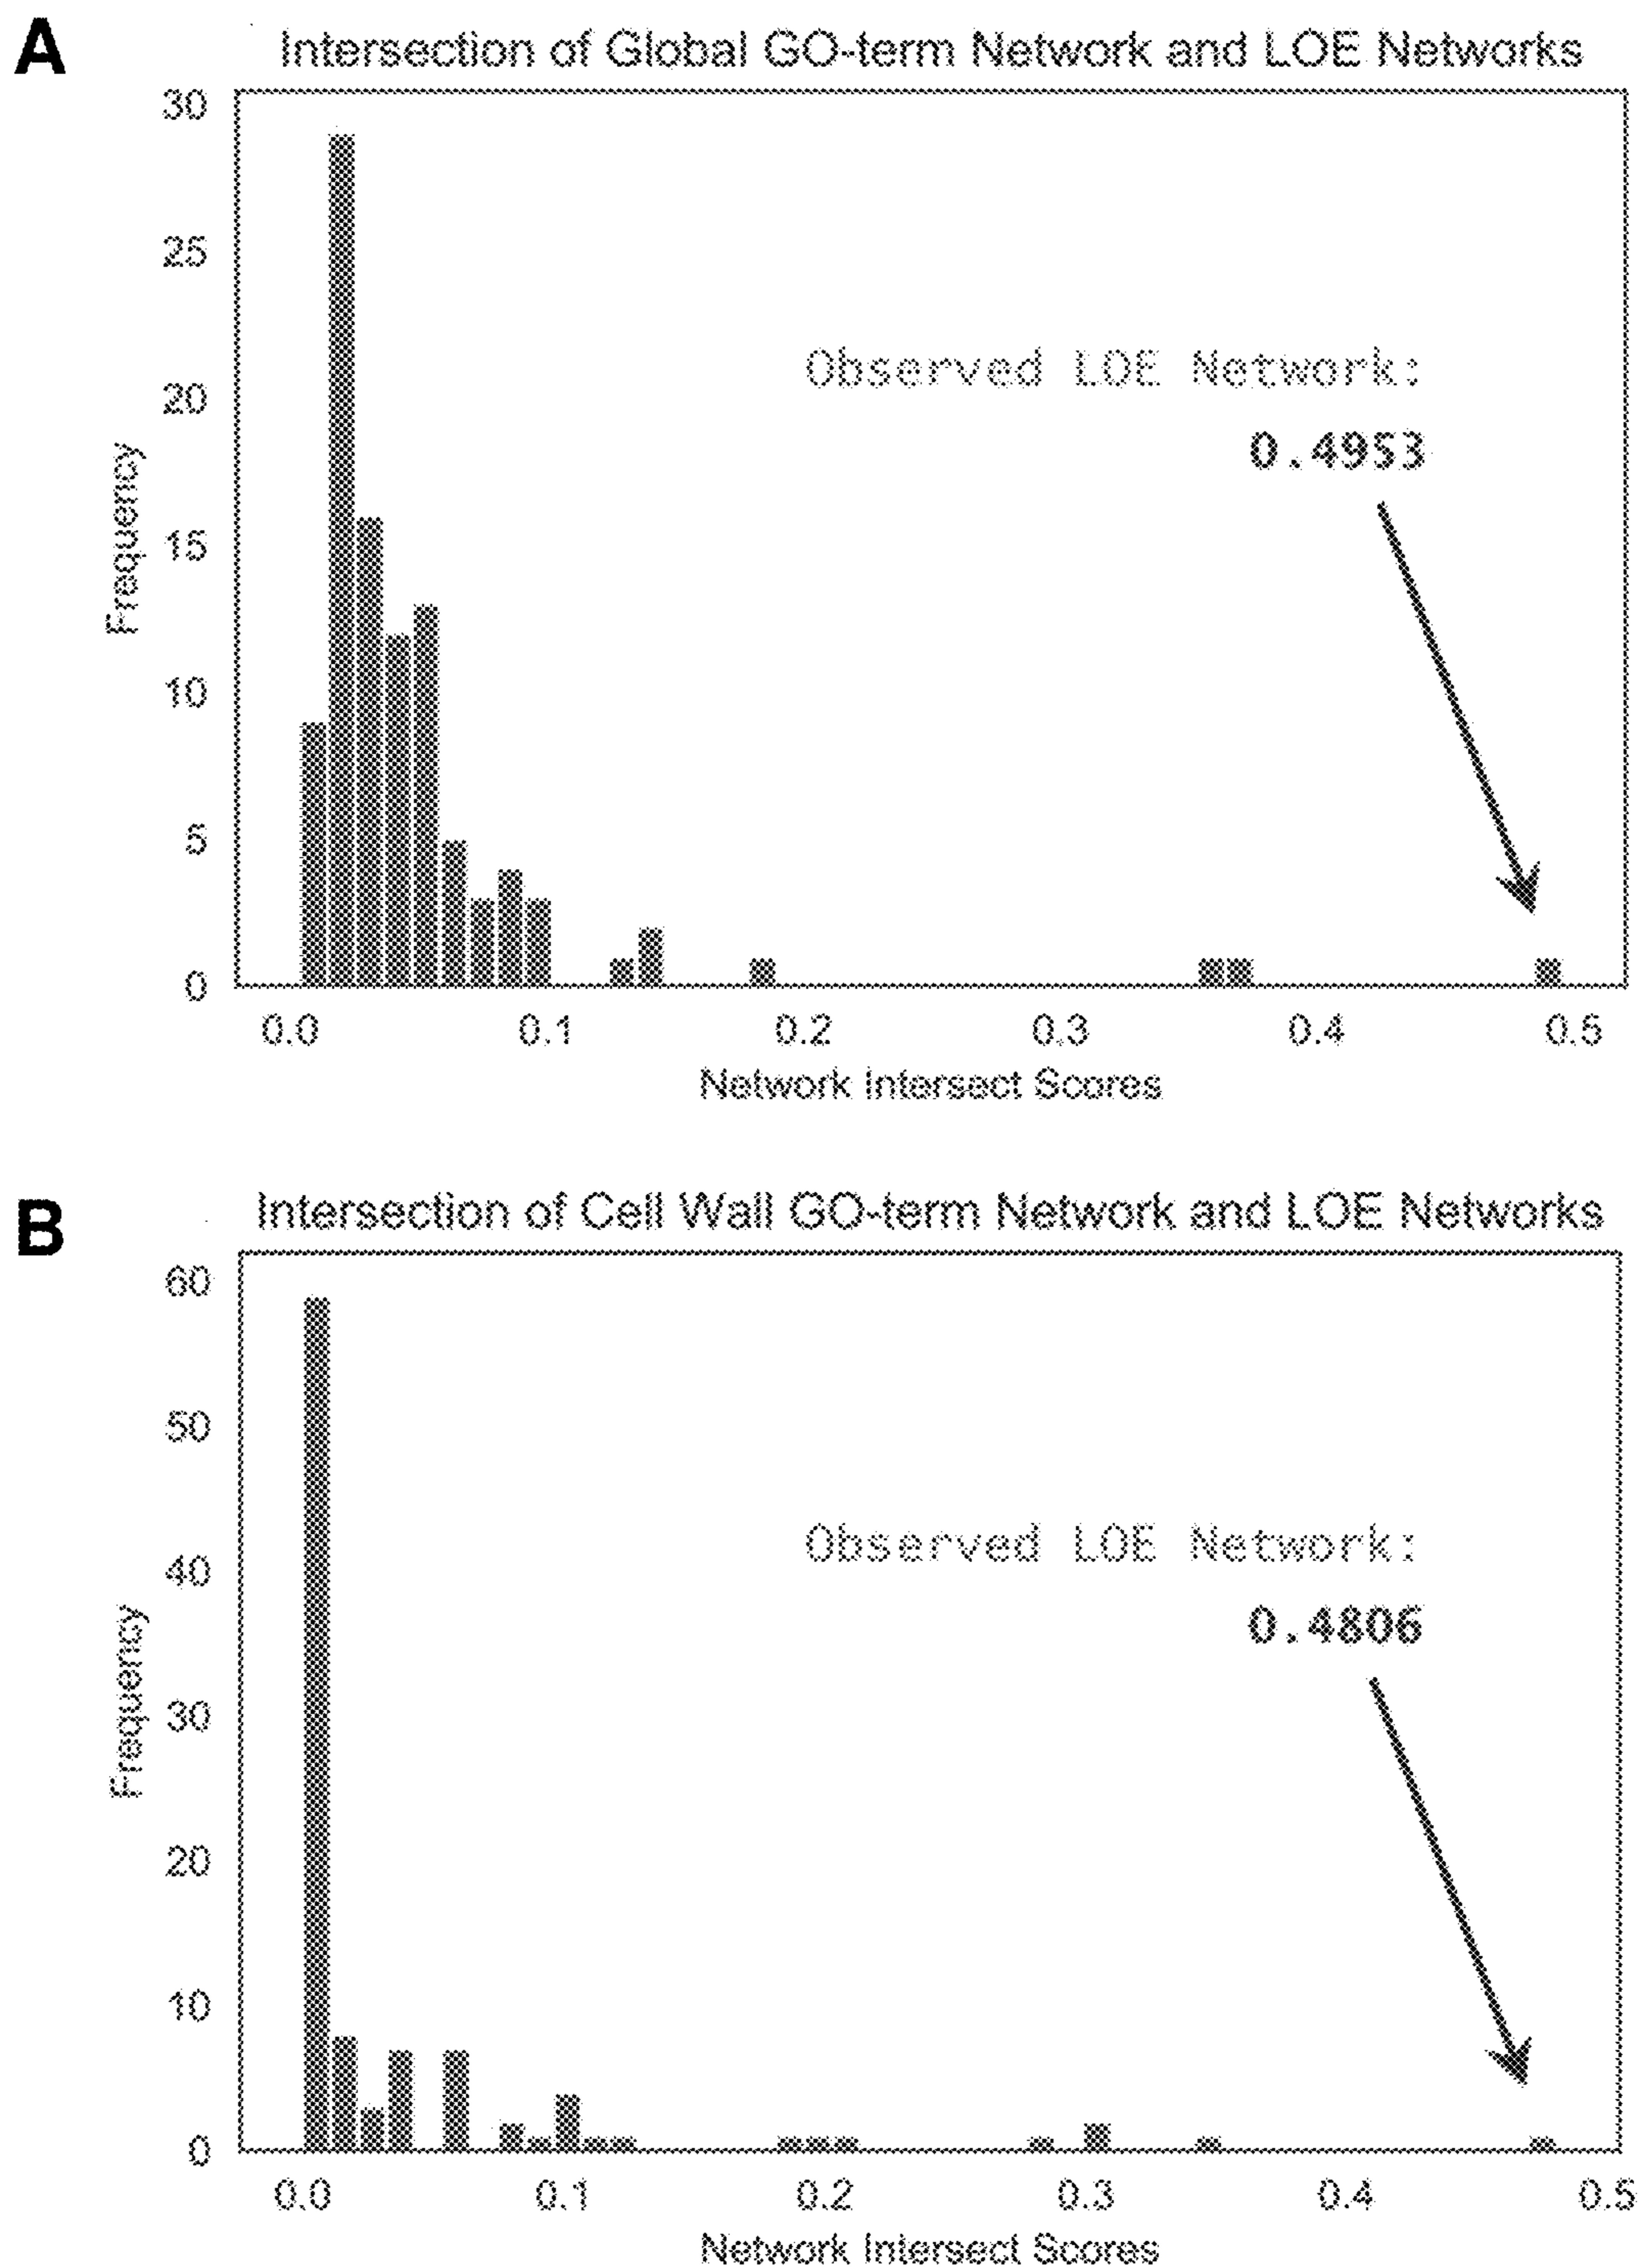 A
Intersection of Global GO-term Network and LOE Networks
30
25
20
15
10
5
0
Frequency
Observed LOE Network:
0.4953
0.0 0.1 0.2 0.3 0.4 0.5
Network Intersect Scores
B
Intersection of Cell Wall GO-term Network and LOE Networks
60
50
40
30
20
10
0
Frequency
Observed LOE Network:
0.4806
0.0 0.1 0.2 0.3 0.4 0.5
Network Intersect Scores